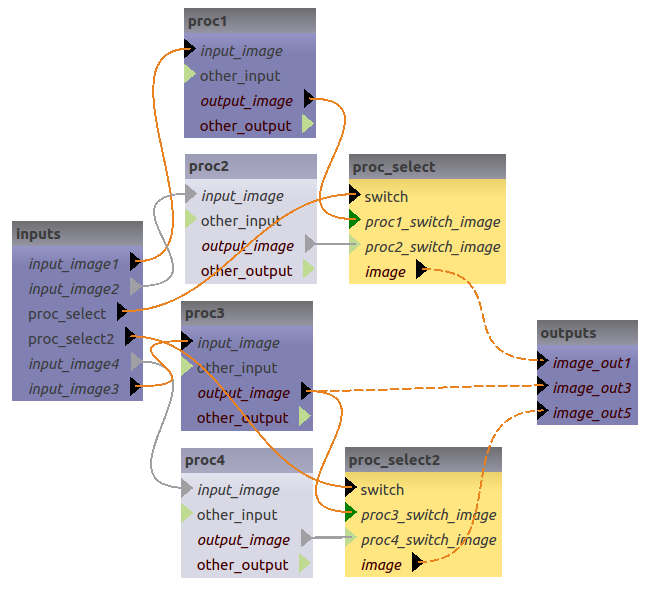 proc1
input_image
other_input
output_image
other_output
proc2
input_image
other_input
output_image
other_output
proc_select
switch
proc1_switch_image
proc2_switch_image
image
inputs
input_image1
input_image2
proc_select
proc_select2
input_image4
input_image3
proc3
input_image
other_input
output_image
other_output
outputs
image_out1
image_out3
image_out5
proc4
input_image
other_input
output_image
other_output
proc_select2
switch
proc3_switch_image
proc4_switch_image
image